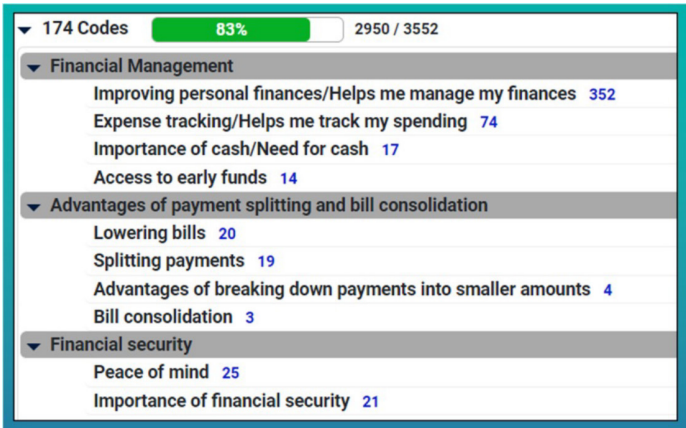 174 Codes 83% 2950 / 3552
Financial Management
Improving personal finances/Helps me manage my finances 352
Expense tracking/Helps me track my spending 74
Importance of cash/Need for cash 17
Access to early funds 14
Advantages of payment splitting and bill consolidation
Lowering bills 20
Splitting payments 19
Advantages of breaking down payments into smaller amounts 4
Bill consolidation 3
Financial security
Peace of mind 25
Importance of financial security 21